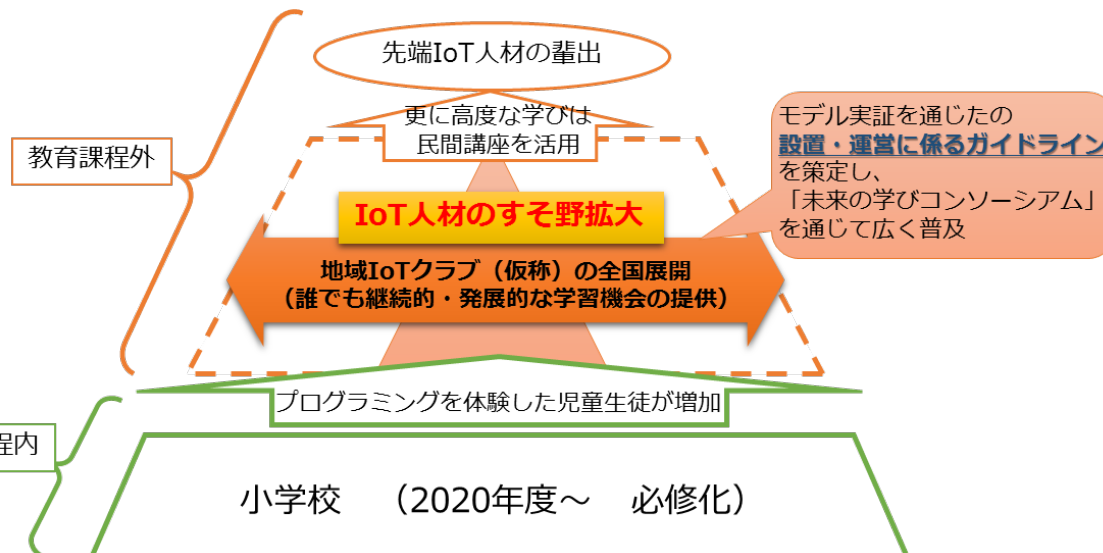 先端IoT人材の輩出
更に高度な学びは
民間講座を活用
教育課程外
モデル実証を通じたの
設置・運営に係るガイドライン
を策定し、
「未来の学びコンソーシアム」
を通じて広く普及
IoT人材のすそ野拡大
地域IoTクラブ（仮称）の全国展開
（誰でも継続的・発展的な学習機会の提供）
プログラミングを体験した児童生徒が増加
程内
小学校　（2020年度～　必修化）